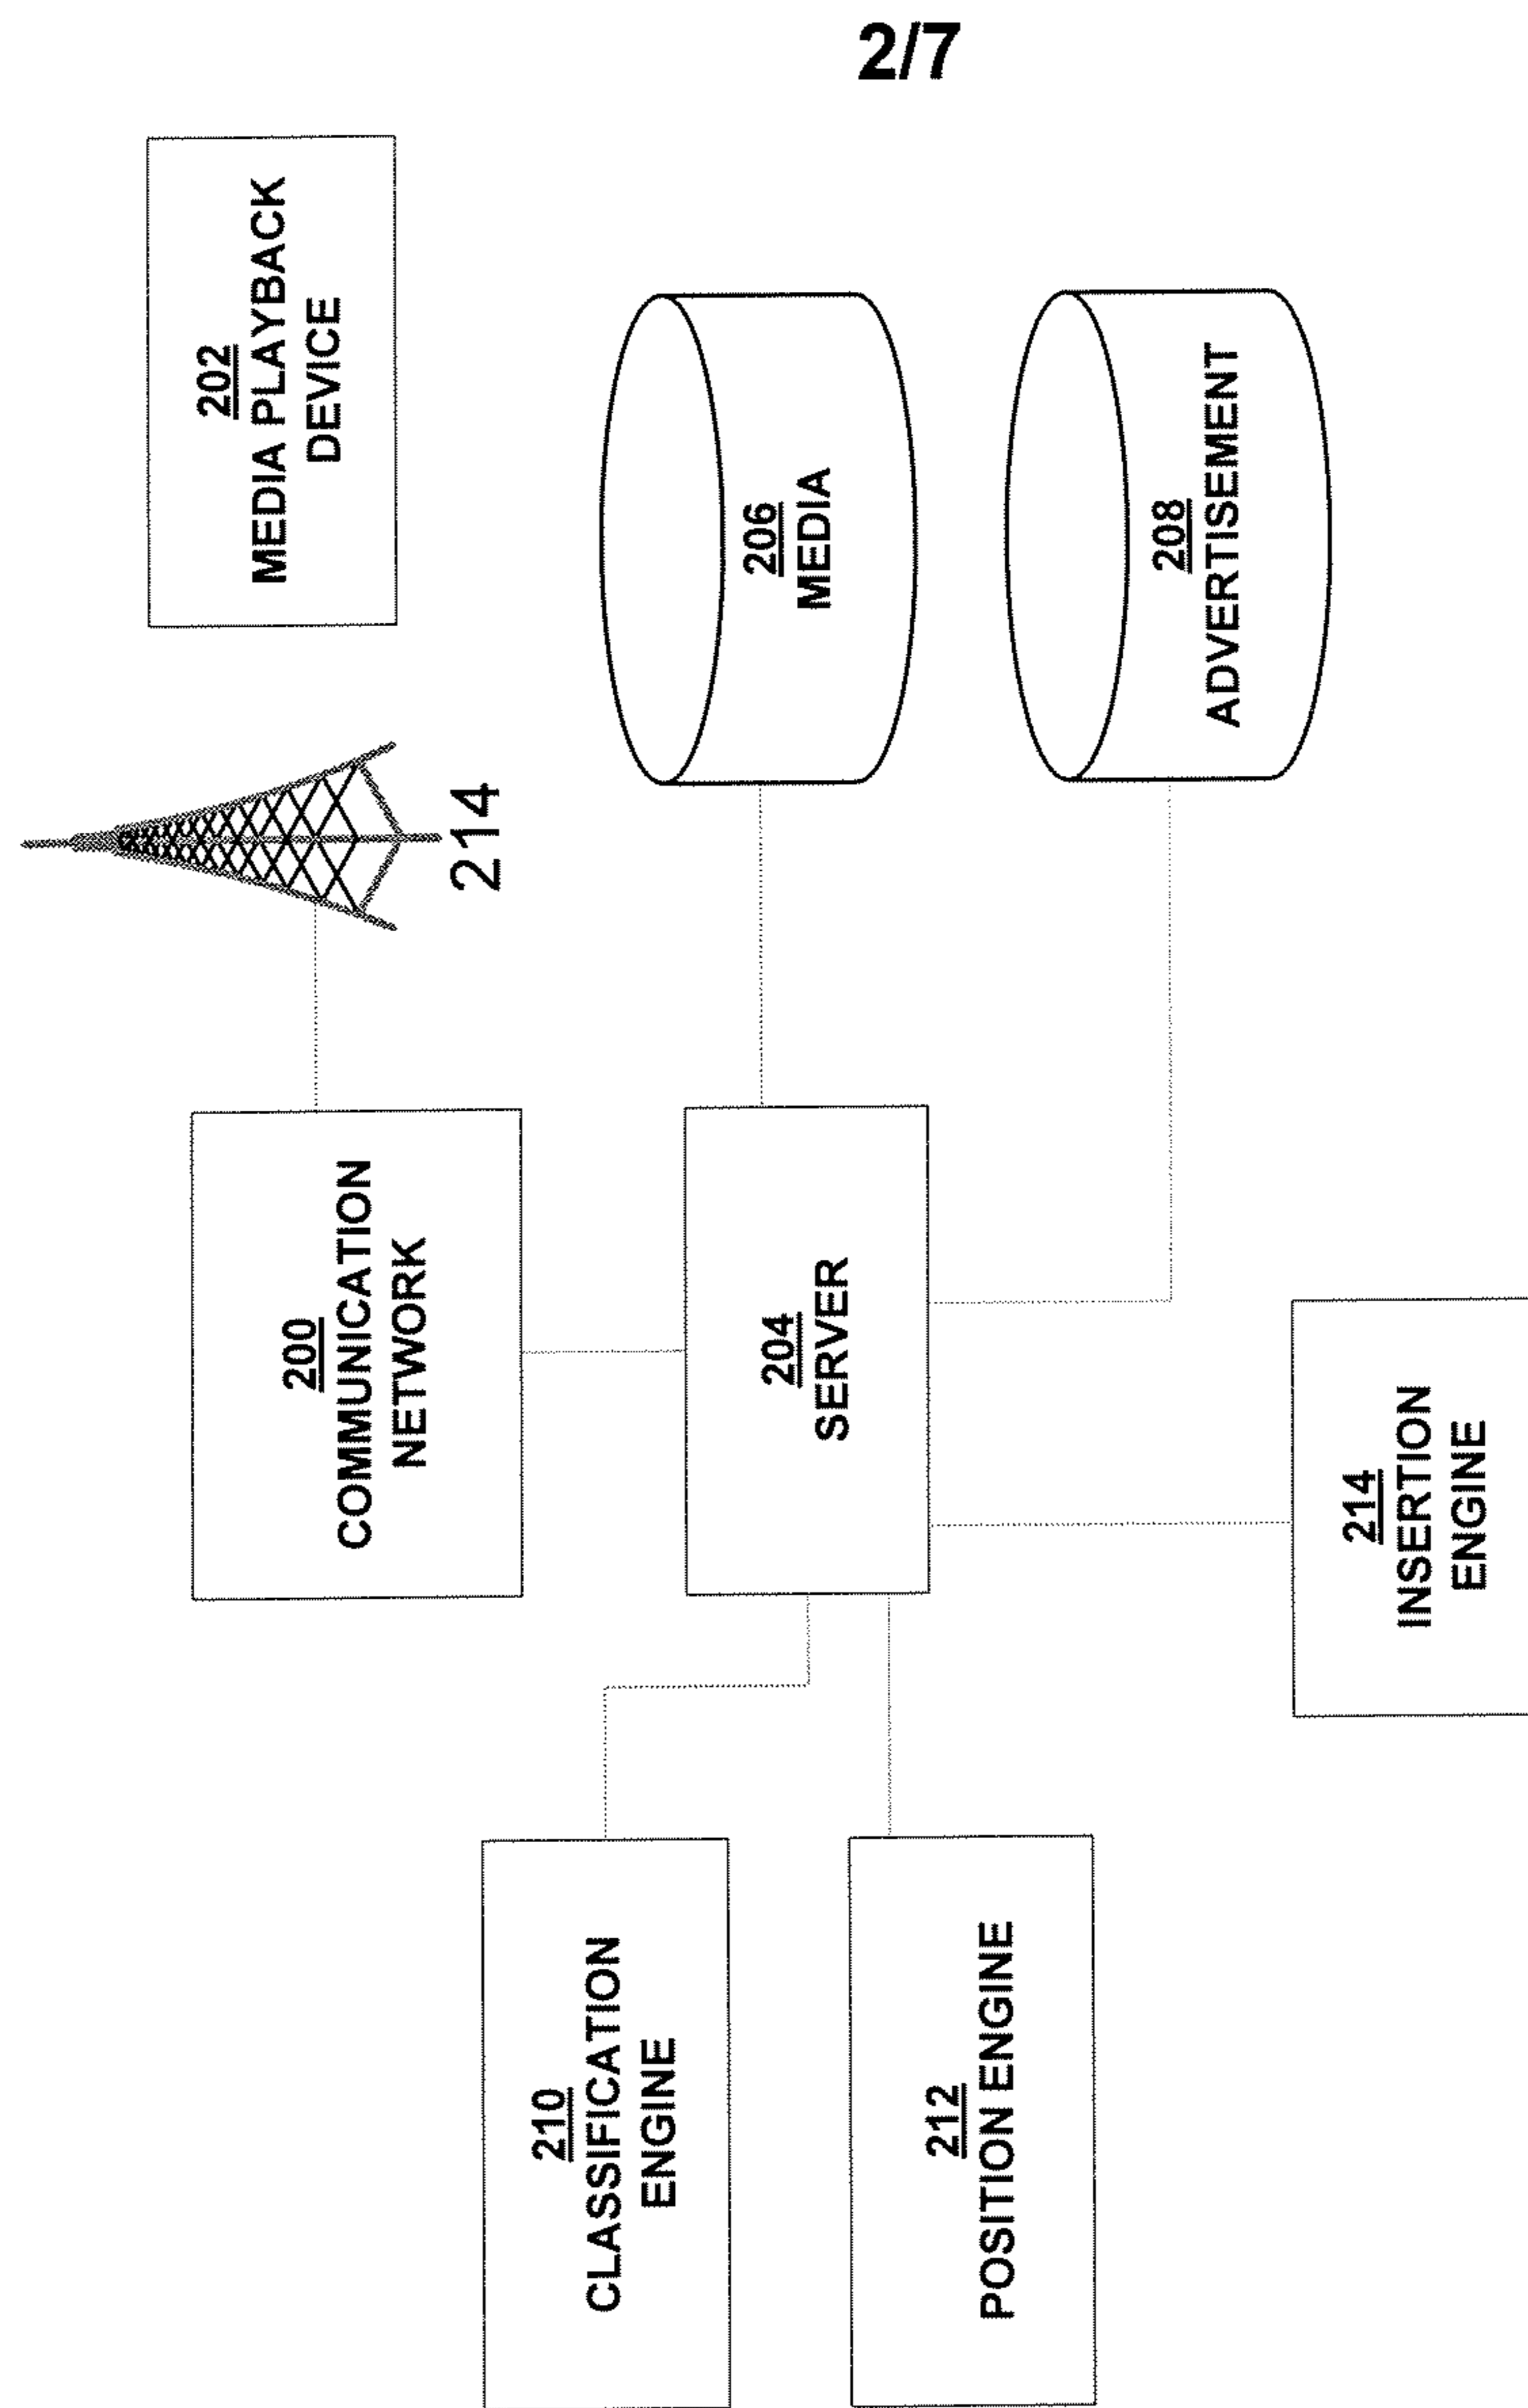 2/7
202
MEDIA PLAYBACK
DEVICE
214
200
COMMUNICATION
NETWORK
206
MEDIA
204
SERVER
208
ADVERTISEMENT
210
CLASSIFICATION
ENGINE
212
POSITION ENGINE
214
INSERTION
ENGINE